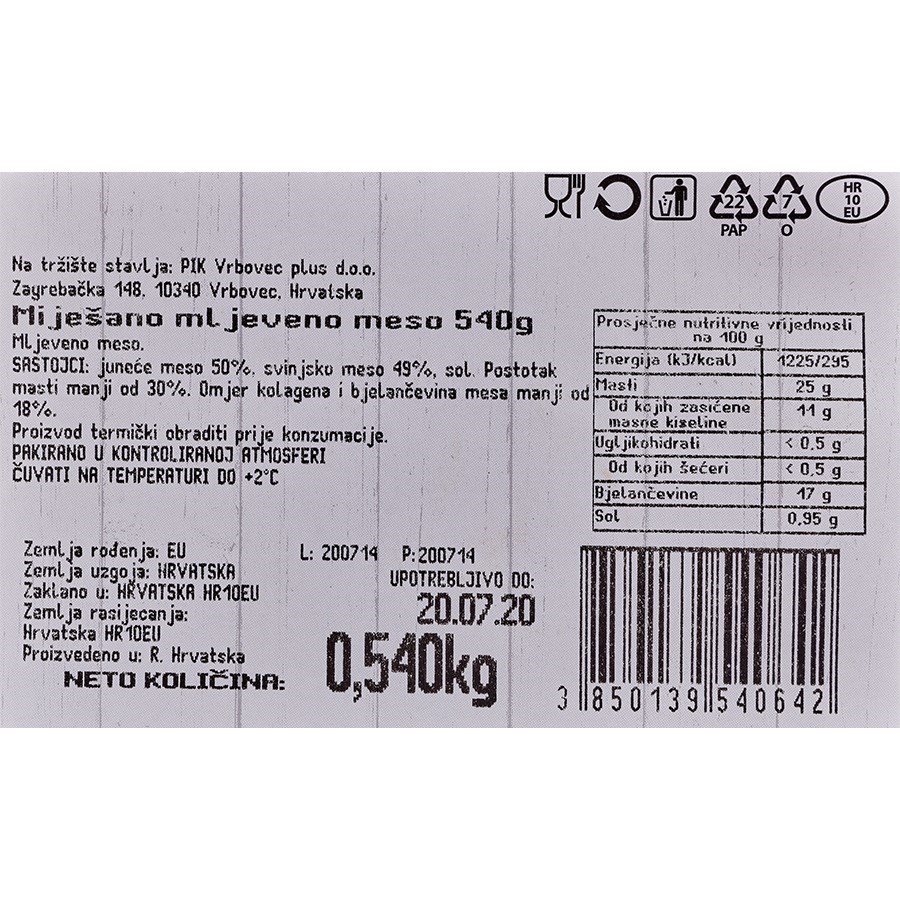 22
PAP
7
O
HR
10
EU
Na tržište stavlja: PIK Vrbovec plus d.o.o.
Zagrebačka 148, 10340 Vrbovec, Hrvatska
Miješano mljeveno meso 540g
Mljeveno meso.
SASTOJCI: juneće meso 50%, svinjsko meso 49%, sol. Postotak
masti manji od 30%. Omjer kolagena i bjelančevina mesa manji od
18%.
Proizvod termički obraditi prije konzumacije.
PAKIRANO U KONTROLIRANOJ ATMOSFERI
ČUVATI NA TEMPERATURI DO +2°C
Prosječne nutritivne vrijednosti
na 100 g
Energija (kJ/kcal) 1225/295
Masti 25 g
Od kojih zasićene
masne kiseline 11 g
Ugljikohidrati < 0,5 g
Od kojih šećeri < 0,5 g
Bjelančevine 17 g
Sol 0,95 g
Zemlja rođenja: EU
Zemlja uzgoja: HRVATSKA
Zaklano u: HRVATSKA HR10EU
Zemlja rasijecanja:
Hrvatska HR10EU
Proizvedeno u: R. Hrvatska
L: 200714 P:200714
UPOTREBLJIVO DO:
20.07.20
NETO KOLIČINA: 0,540kg
3 850139 540642